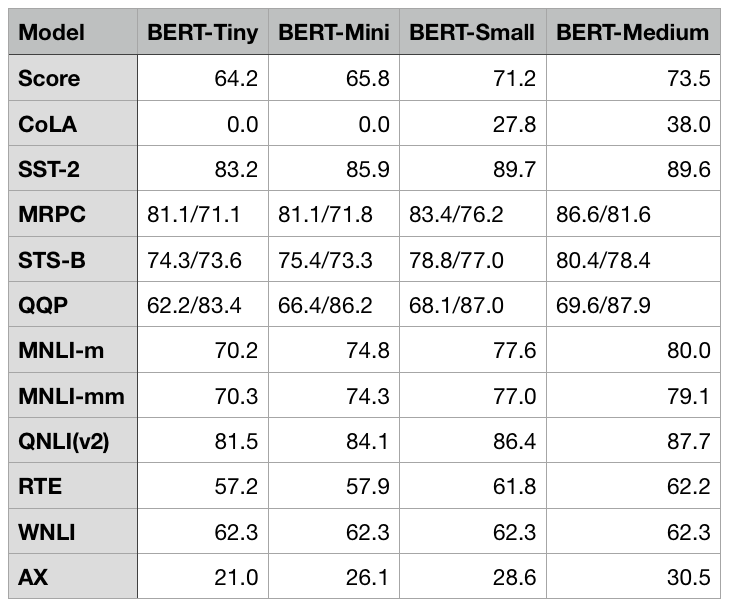 Model BERT-Tiny BERT-Mini BERT-Small BERT-Medium
Score 64.2 65.8 71.2 73.5
CoLA 0.0 0.0 27.8 38.0
SST-2 83.2 85.9 89.7 89.6
MRPC 81.1/71.1 81.1/71.8 83.4/76.2 86.6/81.6
STS-B 74.3/73.6 75.4/73.3 78.8/77.0 80.4/78.4
QQP 62.2/83.4 66.4/86.2 68.1/87.0 69.6/87.9
MNLI-m 70.2 74.8 77.6 80.0
MNLI-mm 70.3 74.3 77.0 79.1
QNLI(v2) 81.5 84.1 86.4 87.7
RTE 57.2 57.9 61.8 62.2
WNLI 62.3 62.3 62.3 62.3
AX 21.0 26.1 28.6 30.5